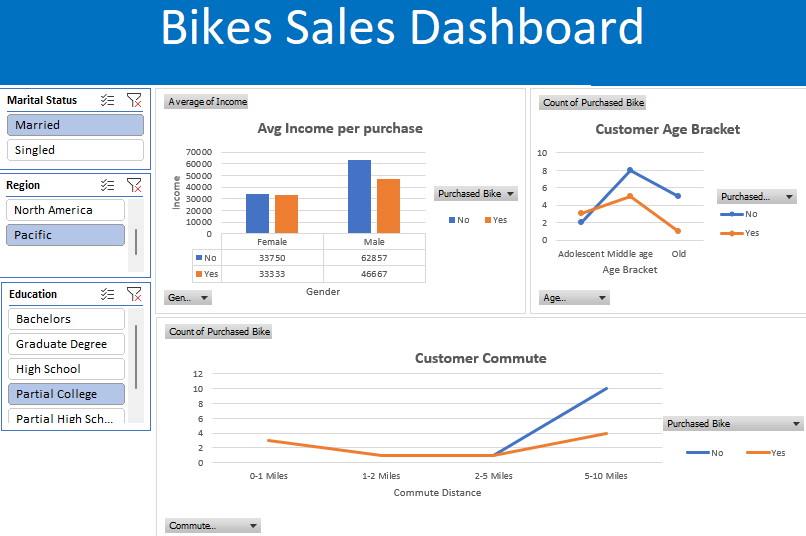 Bikes Sales Dashboard
Marital Status
Married
Singled
Region
North America
Pacific
Education
Bachelors
Graduate Degree
High School
Partial College
Partial High Sch...
Average of Income
Avg Income per purchase
70000
60000
50000
40000
30000
20000
10000
0
Income
Female Male
No 33750 62857
Yes 33333 46667
Gender
Purchased Bike
No Yes
Gen...
Count of Purchased Bike
Customer Age Bracket
10
8
6
4
2
0
Adolescent Middle age Old
Age Bracket
Purchased...
No
Yes
Age...
Count of Purchased Bike
Customer Commute
12
10
8
6
4
2
0
0-1 Miles 1-2 Miles 2-5 Miles 5-10 Miles
Commute Distance
Purchased Bike
No Yes
Commute...